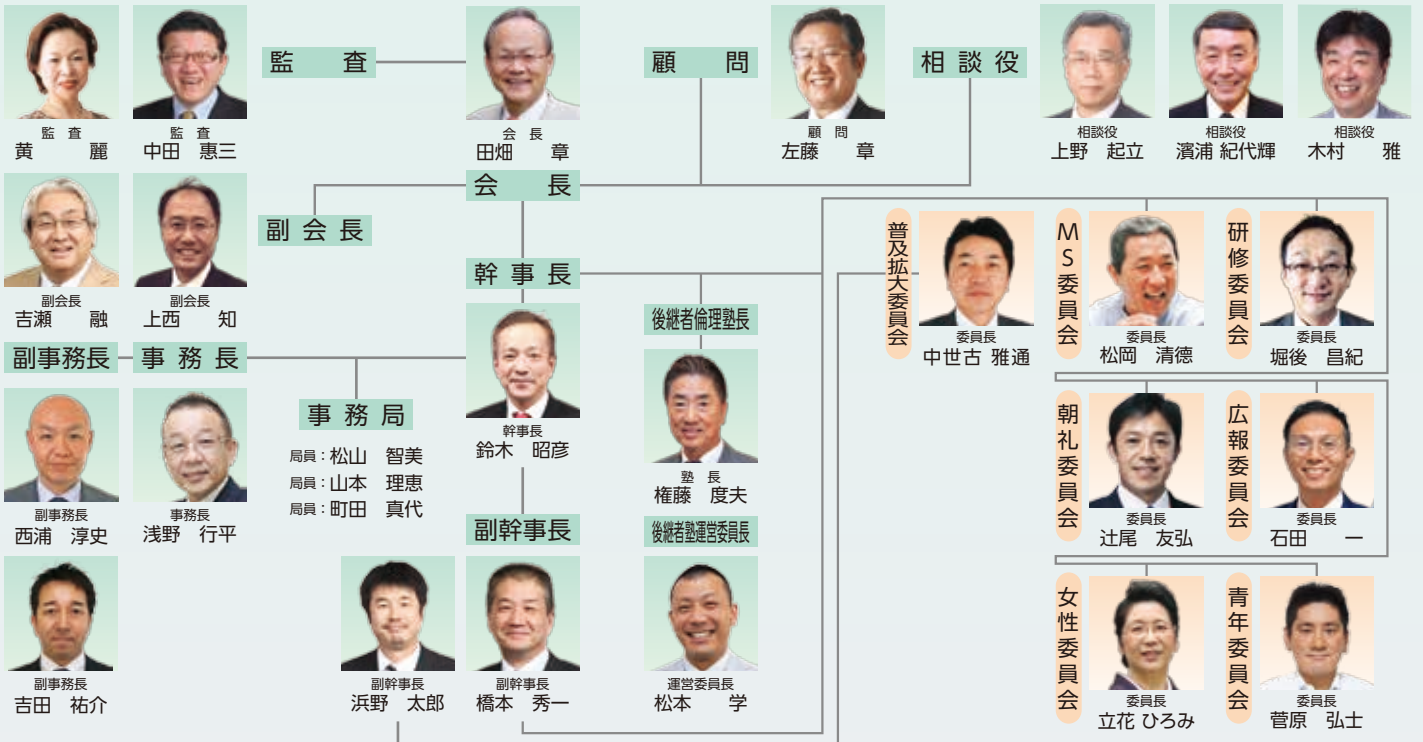 監査
顧問
相談役
監査
黄 麗
監査
中田 惠三
会長
田畑 章
顧問
左藤 章
相談役
上野 起立
相談役
濱浦 紀代輝
相談役
木村 雅
会長
副会長
副会長
吉瀬 融
副会長
上西 知
幹事長
後継者倫理塾長
普及拡大委員会
委員長
中世古 雅通
MS委員会
委員長
松岡 清德
研修委員会
委員長
堀後 昌紀
副事務長
事務長
事務局
局員：松山 智美
局員：山本 理恵
局員：町田 真代
幹事長
鈴木 昭彦
塾長
権藤 度夫
副事務長
西浦 淳史
事務長
浅野 行平
副幹事長
後継者塾運営委員長
朝礼委員会
委員長
辻尾 友弘
広報委員会
委員長
石田 一
副事務長
吉田 祐介
副幹事長
浜野 太郎
副幹事長
橋本 秀一
運営委員長
松本 学
女性委員会
委員長
立花 ひろみ
青年委員会
委員長
菅原 弘士